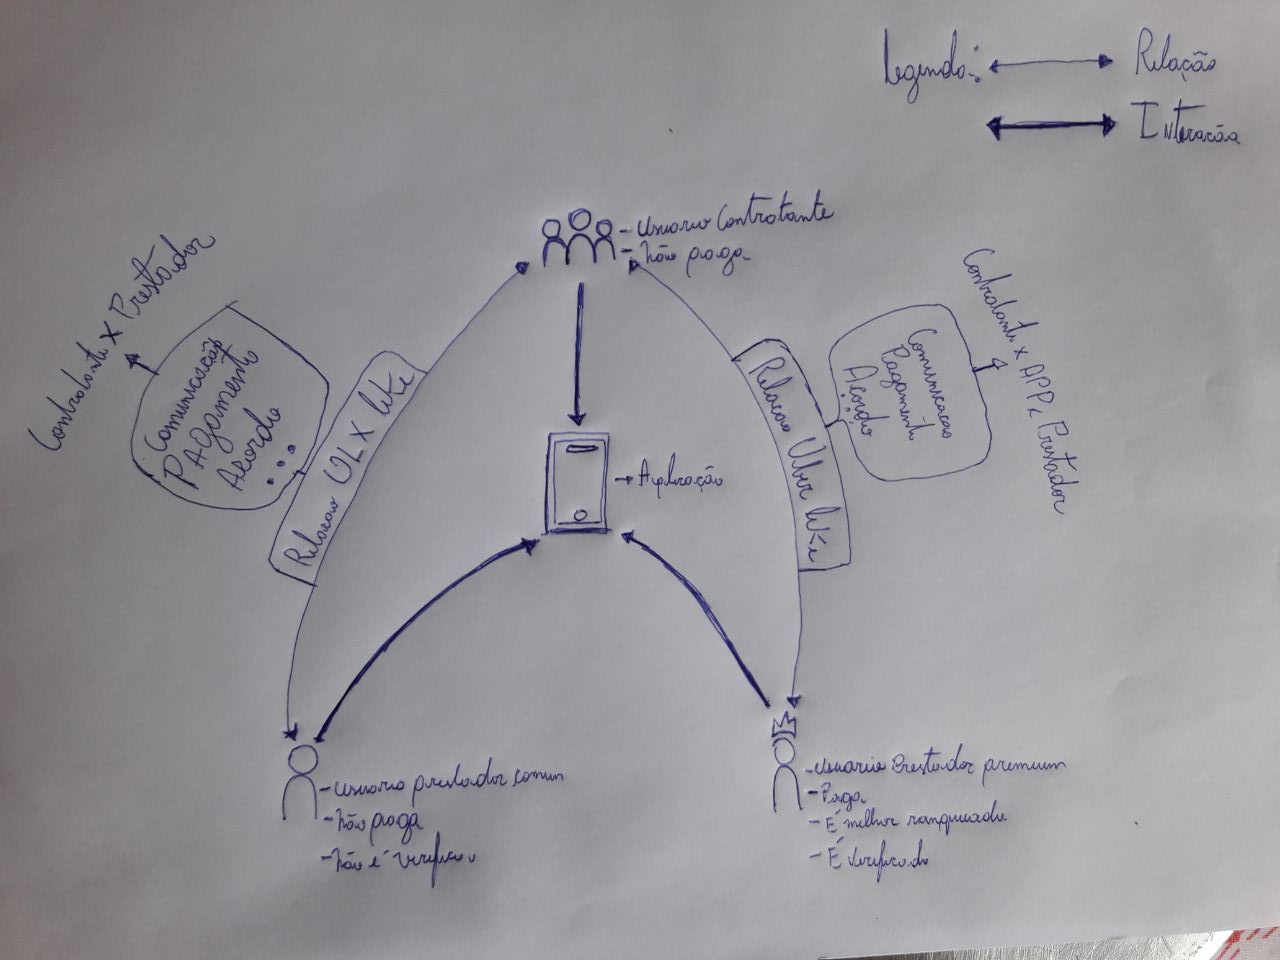 Legenda:
Relação
Interação
- Usuario Contratante
- Não paga
Contratante x Prestador
Comunicação
Pagamento
Acordo
...
Relacao OLX like
Contratante x APP e Prestador
Comunicacao
Pagamento
Acordo
...
Relacao Uber like
Aplicação
- Usuario prestador comum
- Não paga
- Não é verificado
- Usuario Prestador premium
- Paga
- É melhor ranqueado
- É Verificado